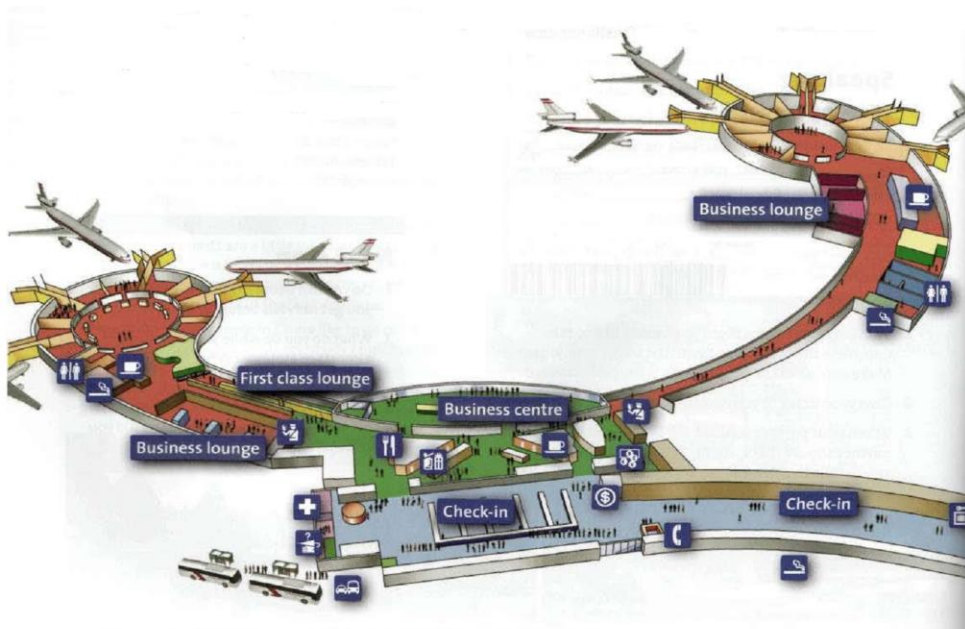 Business lounge
First class lounge
Business centre
Business lounge
Check-in
Check-in
$
?